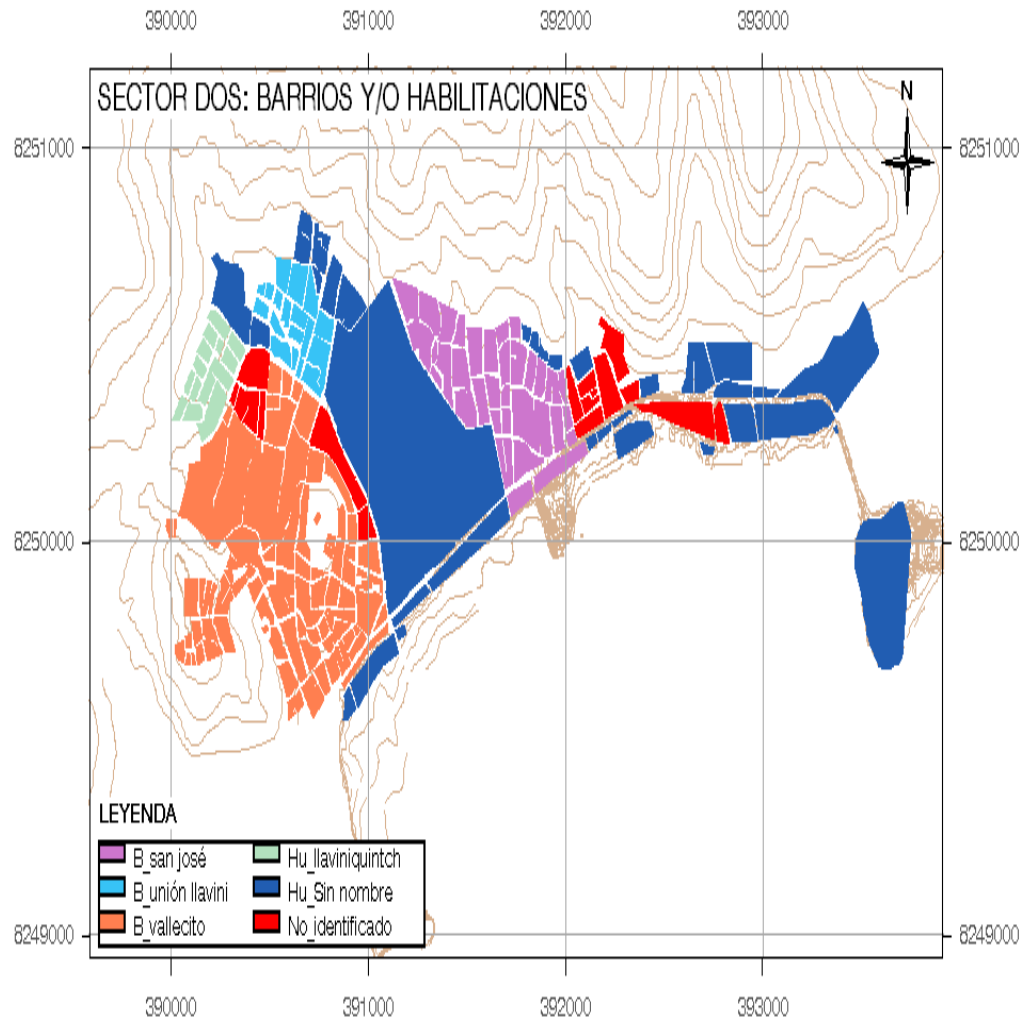 390000 391000 392000 393000
SECTOR DOS: BARRIOS Y/O HABILITACIONES
N
8251000 8251000
8250000 8250000
LEYENDA
B_san josé Hu_llaviniquintch
B_unión llavini Hu_Sin nombre
B_vallecito No_identificado
8249000 8249000
390000 391000 392000 393000